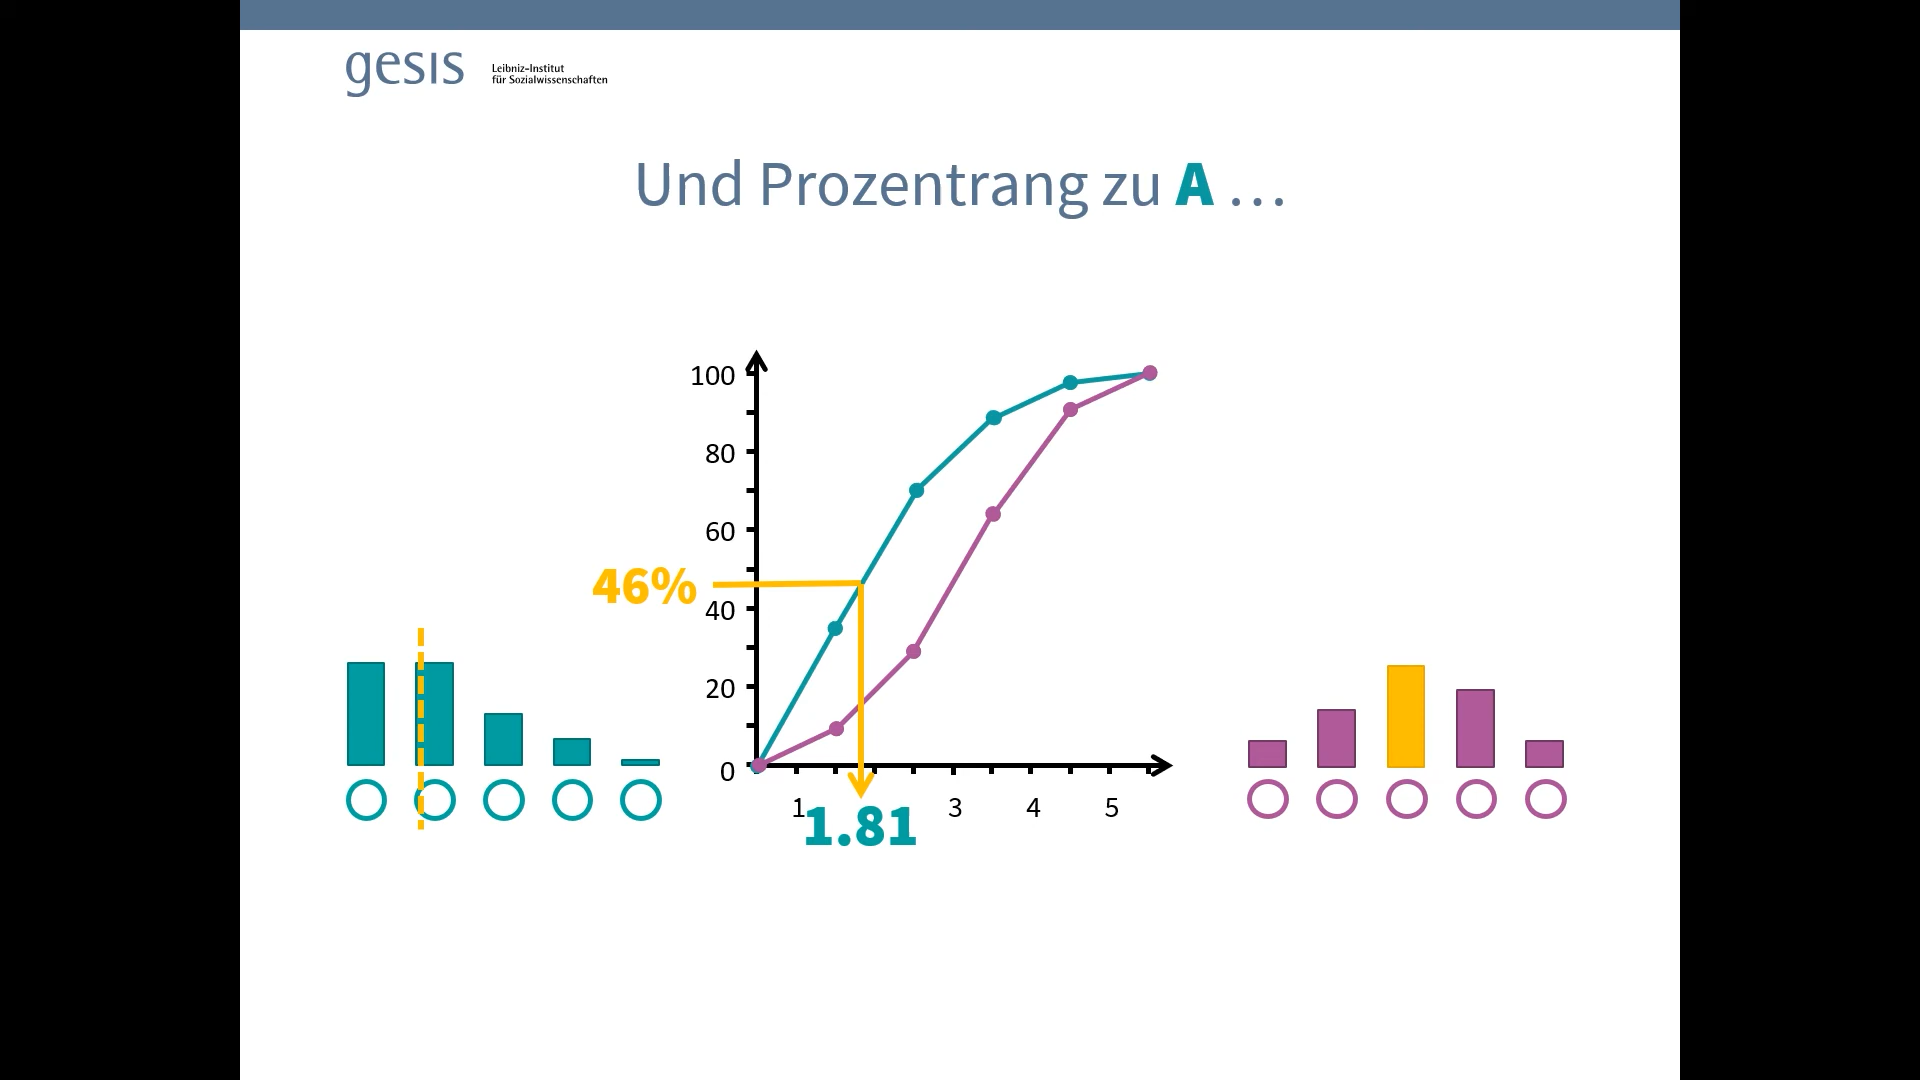 gesis
Leibniz-Institut
für Sozialwissenschaften
Und Prozentrang zu A ...
100
80
60
46%
40
20
0
1 3 4 5
1.81